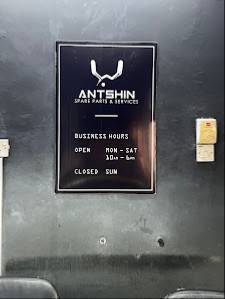 ANTSHIN
SPARE PARTS & SERVICES
BUSINESS HOURS
OPEN MON - SAT
10AM - 6PM
CLOSED SUN